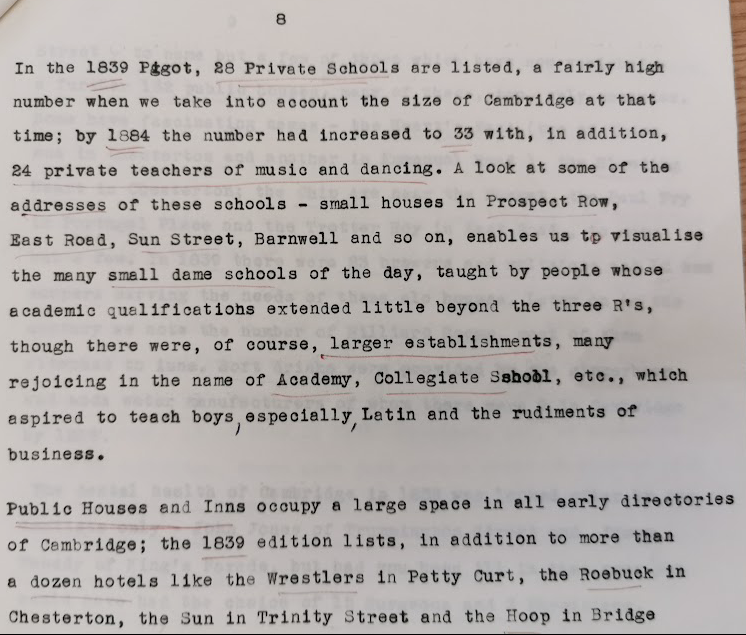 8
In the 1839 Pigot, 28 Private Schools are listed, a fairly high
number when we take into account the size of Cambridge at that
time; by 1884 the number had increased to 33 with, in addition,
24 private teachers of music and dancing. A look at some of the
addresses of these schools - small houses in Prospect Row,
East Road, Sun Street, Barnwell and so on, enables us tp visualise
the many small dame schools of the day, taught by people whose
academic qualifications extended little beyond the three R's,
though there were, of course, larger establishments, many
rejoicing in the name of Academy, Collegiate School, etc., which
aspired to teach boys, especially, Latin and the rudiments of
business.
Public Houses and Inns occupy a large space in all early directories
of Cambridge; the 1839 edition lists, in addition to more than
a dozen hotels like the Wrestlers in Petty Curt, the Roebuck in
Chesterton, the Sun in Trinity Street and the Hoop in Bridge